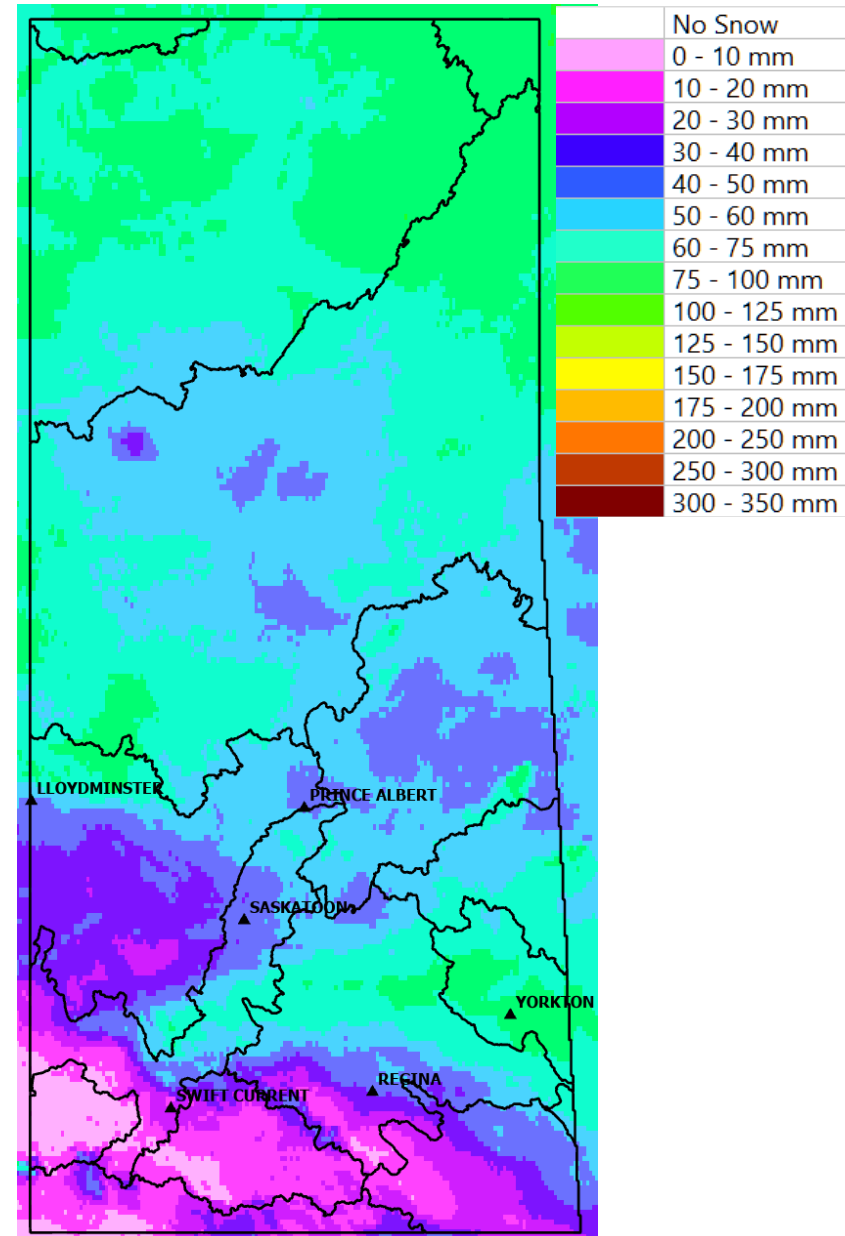 No Snow
0 - 10 mm
10 - 20 mm
20 - 30 mm
30 - 40 mm
40 - 50 mm
50 - 60 mm
60 - 75 mm
75 - 100 mm
100 - 125 mm
125 - 150 mm
150 - 175 mm
175 - 200 mm
200 - 250 mm
250 - 300 mm
300 - 350 mm
LLOYDMINSTER
PRINCE ALBERT
SASKATOON
YORKTON
REGINA
SWIFT CURRENT